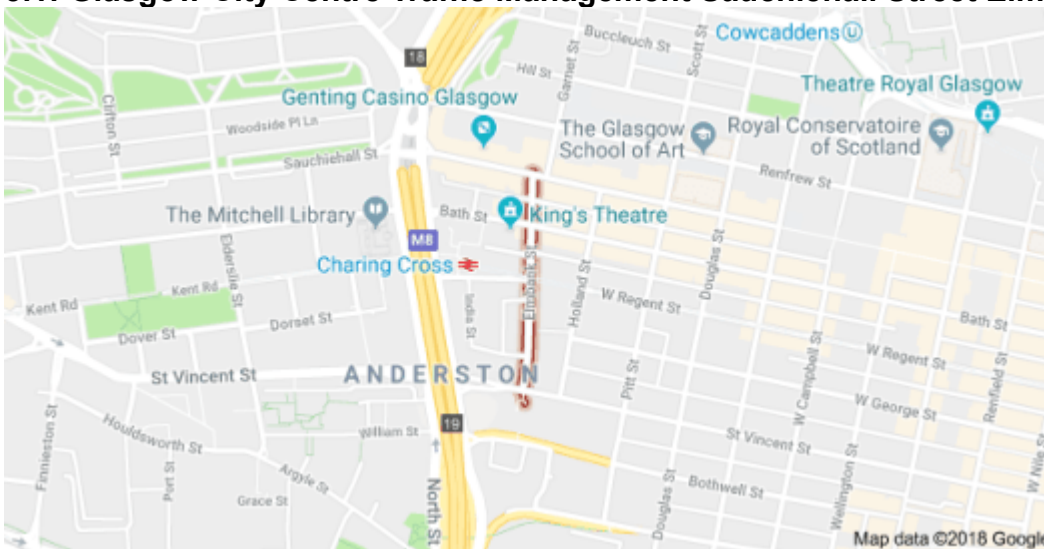 Glasgow City Centre Traffic Management Sauchiehall Street
18
Buccleuch St
Scott St
Cowcaddens
Hill St
Garnet St
Genting Casino Glasgow
Theatre Royal Glasgow
Clifton St
Woodside Pl Ln
The Glasgow
School of Art
Royal Conservatoire
of Scotland
Sauchiehall St
Renfrew St
The Mitchell Library
Bath St
King's Theatre
M8
Charing Cross
Elderslie St
Douglas St
Kent Rd
Kent Rd
Elmbank St
Holland St
India St
W Regent St
Dover St
Dorset St
Bath St
W Regent St
St Vincent St
ANDERSTON
Pitt St
W Campbell St
Renfield St
W George St
19
William St
Houldsworth St
St Vincent St
Finnieston St
Part St
Argyle St
Grace St
North St
Douglas St
Bothwell St
Wellington St
W Nile St
Map data ©2018 Google